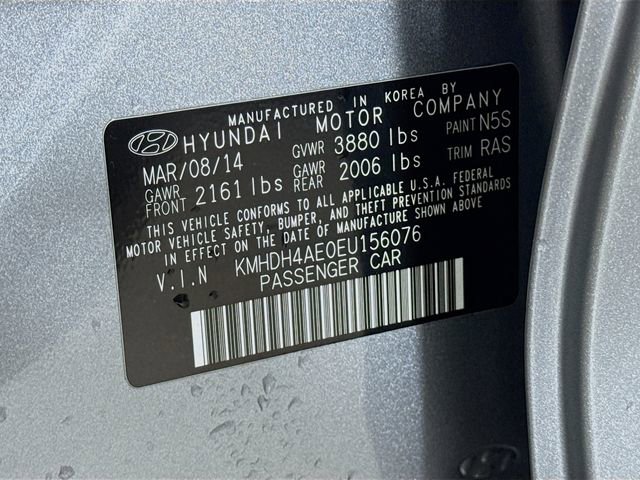 MANUFACTURED IN KOREA BY
HYUNDAI MOTOR COMPANY
MAR/08/14 GVWR 3880 lbs PAINT N5S
GAWR FRONT 2161 lbs GAWR REAR 2006 lbs TRIM RAS
THIS VEHICLE CONFORMS TO ALL APPLICABLE U.S.A. FEDERAL
MOTOR VEHICLE SAFETY, BUMPER, AND THEFT PREVENTION STANDARDS
IN EFFECT ON THE DATE OF MANUFACTURE SHOWN ABOVE.
V.I.N KMHDH4AE0EU156076
PASSENGER CAR